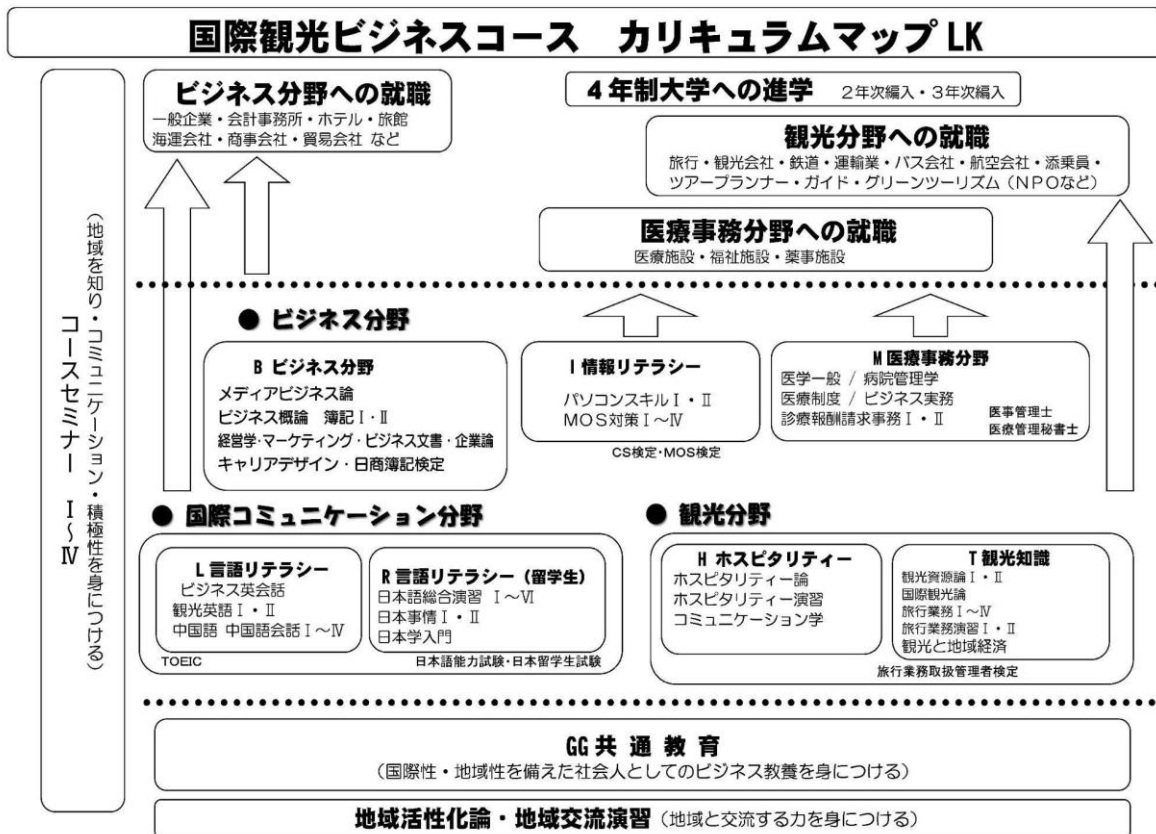 国際観光ビジネスコース カリキュラムマップ LK
ビジネス分野への就職
一般企業・会計事務所・ホテル・旅館
海運会社・商事会社・貿易会社 など
4年制大学への進学 2年次編入・3年次編入
観光分野への就職
旅行・観光会社・鉄道・運輸業・バス会社・航空会社・添乗員・
ツアープランナー・ガイド・グリーンツーリズム（NPOなど）
医療事務分野への就職
医療施設・福祉施設・薬事施設
コースセミナー Ⅰ～Ⅳ
（地域を知り・コミュニケーション・積極性を身につける）
● ビジネス分野
B ビジネス分野
メディアビジネス論
ビジネス概論 簿記Ⅰ・Ⅱ
経営学・マーケティング・ビジネス文書・企業論
キャリアデザイン・日商簿記検定
I 情報リテラシー
パソコンスキルⅠ・Ⅱ
MOS対策Ⅰ～Ⅳ
CS検定・MOS検定
M 医療事務分野
医学一般 / 病院管理学
医療制度 / ビジネス実務
診療報酬請求事務Ⅰ・Ⅱ
医事管理士
医療管理秘書士
● 国際コミュニケーション分野
L 言語リテラシー
ビジネス英会話
観光英語Ⅰ・Ⅱ
中国語 中国語会話Ⅰ～Ⅳ
TOEIC
R 言語リテラシー（留学生）
日本語総合演習 Ⅰ～Ⅵ
日本事情Ⅰ・Ⅱ
日本学入門
日本語能力試験・日本留学生試験
● 観光分野
H ホスピタリティー
ホスピタリティー論
ホスピタリティー演習
コミュニケーション学
T 観光知識
観光資源論Ⅰ・Ⅱ
国際観光論
旅行業務Ⅰ～Ⅳ
旅行業務演習Ⅰ・Ⅱ
観光と地域経済
旅行業務取扱管理者検定
GG 共 通 教 育
（国際性・地域性を備えた社会人としてのビジネス教養を身につける）
地域活性化論・地域交流演習（地域と交流する力を身につける）